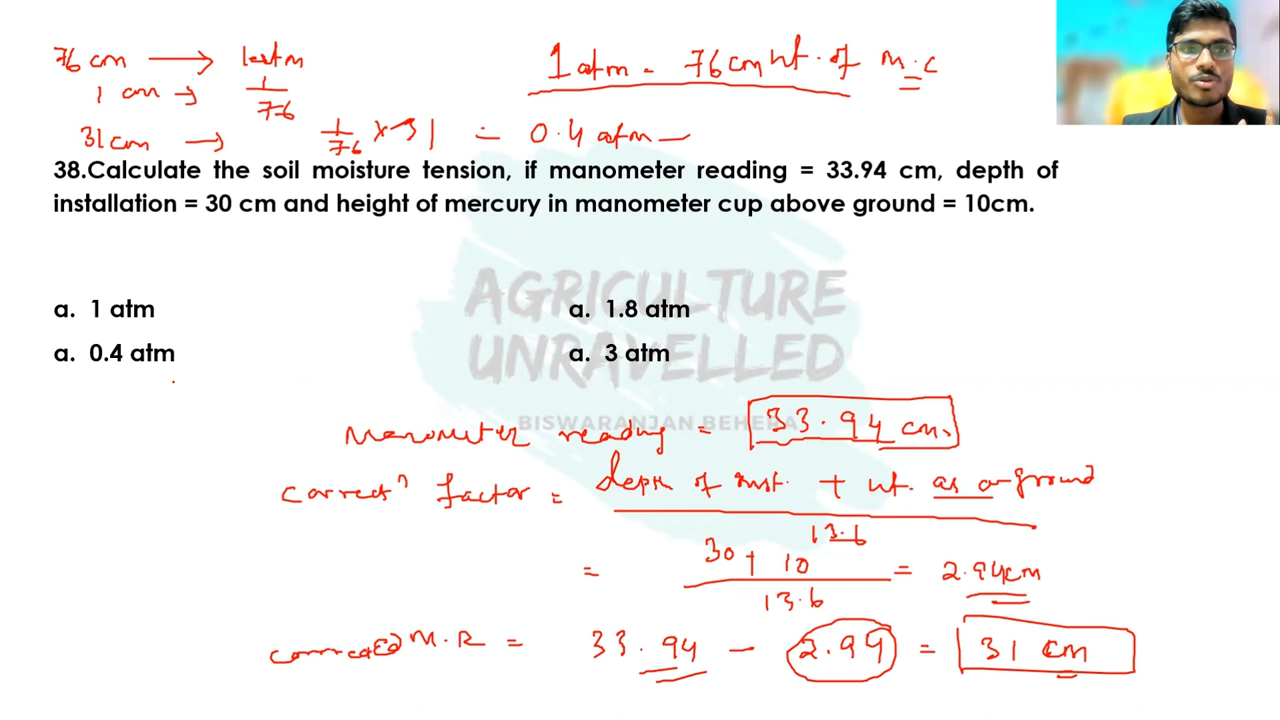 76 cm → 1 atm
1 cm → 1/76
31 cm → 1/76 × 31 = 0.4 atm
1 atm = 76 cm ht. of m.c
38.Calculate the soil moisture tension, if manometer reading = 33.94 cm, depth of
installation = 30 cm and height of mercury in manometer cup above ground = 10cm.
AGRICULTURE
UNRAVELLED
BISWARANJAN BEHERA
a. 1 atm
a. 1.8 atm
a. 0.4 atm
a. 3 atm
Manometer reading = 33.94 cm.
Correctⁿ factor = depth of inst. + ht. ground
13.6
= 30 + 10 / 13.6 = 2.94cm
corrected M.R = 33.94 - 2.94 = 31 cm